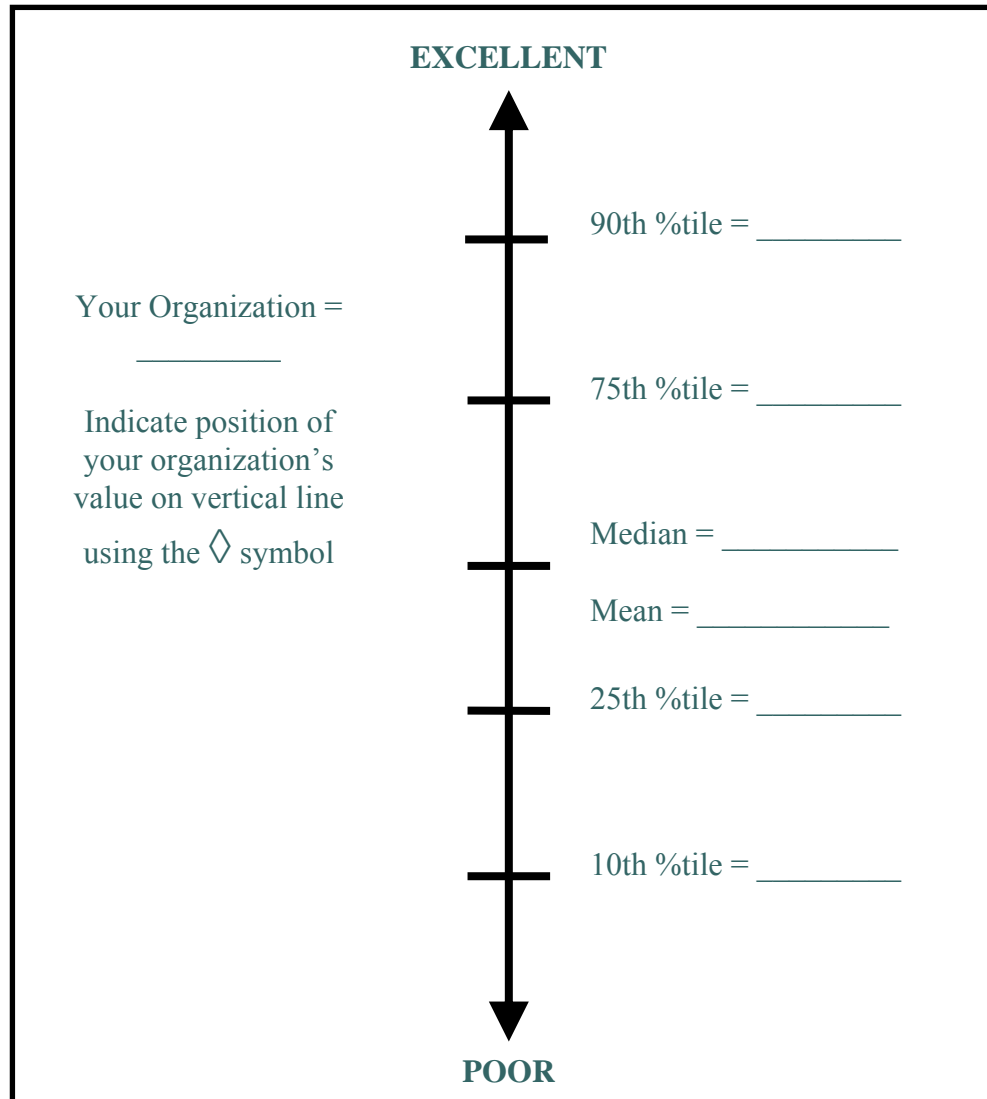 EXCELLENT
90th %tile = _________
Your Organization =
_________
75th %tile = _________
Indicate position of
your organization’s
value on vertical line
using the ◊ symbol
Median = ___________
Mean = ____________
25th %tile = _________
10th %tile = _________
POOR